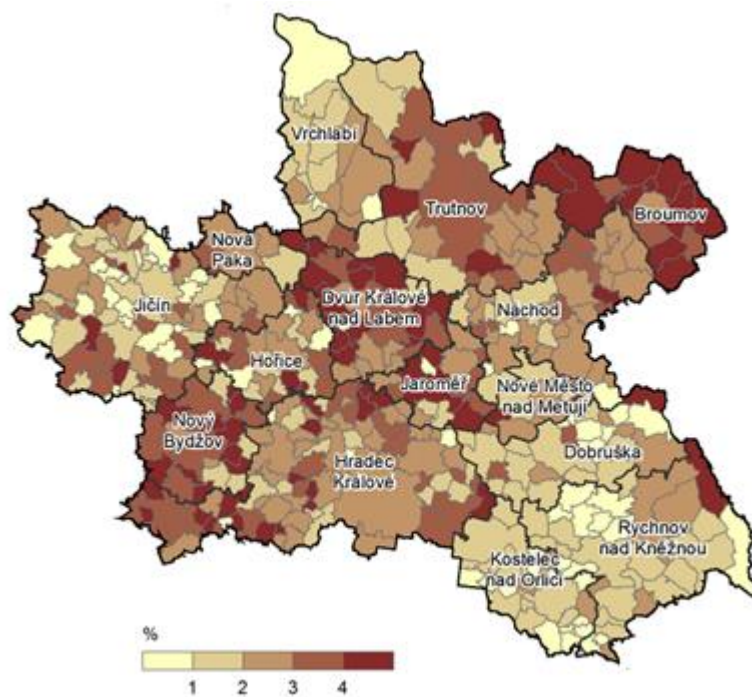 Vrchlabí
Trutnov
Broumov
Nová
Paka
Jičín
Dvůr Králové
nad Labem
Náchod
Hořice
Jaroměř
Nové Město
nad Metují
Nový
Bydžov
Hradec
Králové
Dobruška
Rychnov
nad Kněžnou
Kostelec
nad Orlicí
%
1 2 3 4